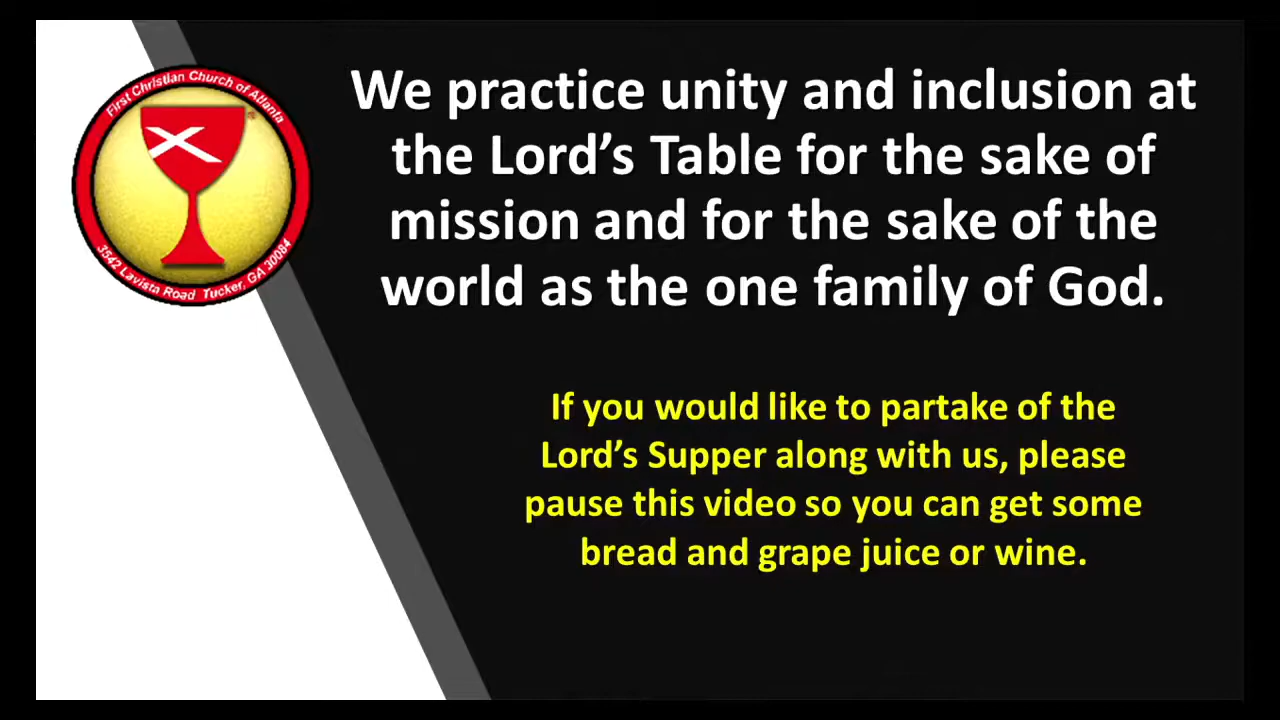 First Christian Church of Atlanta
3542 Lavista Road Tucker, GA 30084
We practice unity and inclusion at
the Lord’s Table for the sake of
mission and for the sake of the
world as the one family of God.
If you would like to partake of the
Lord’s Supper along with us, please
pause this video so you can get some
bread and grape juice or wine.